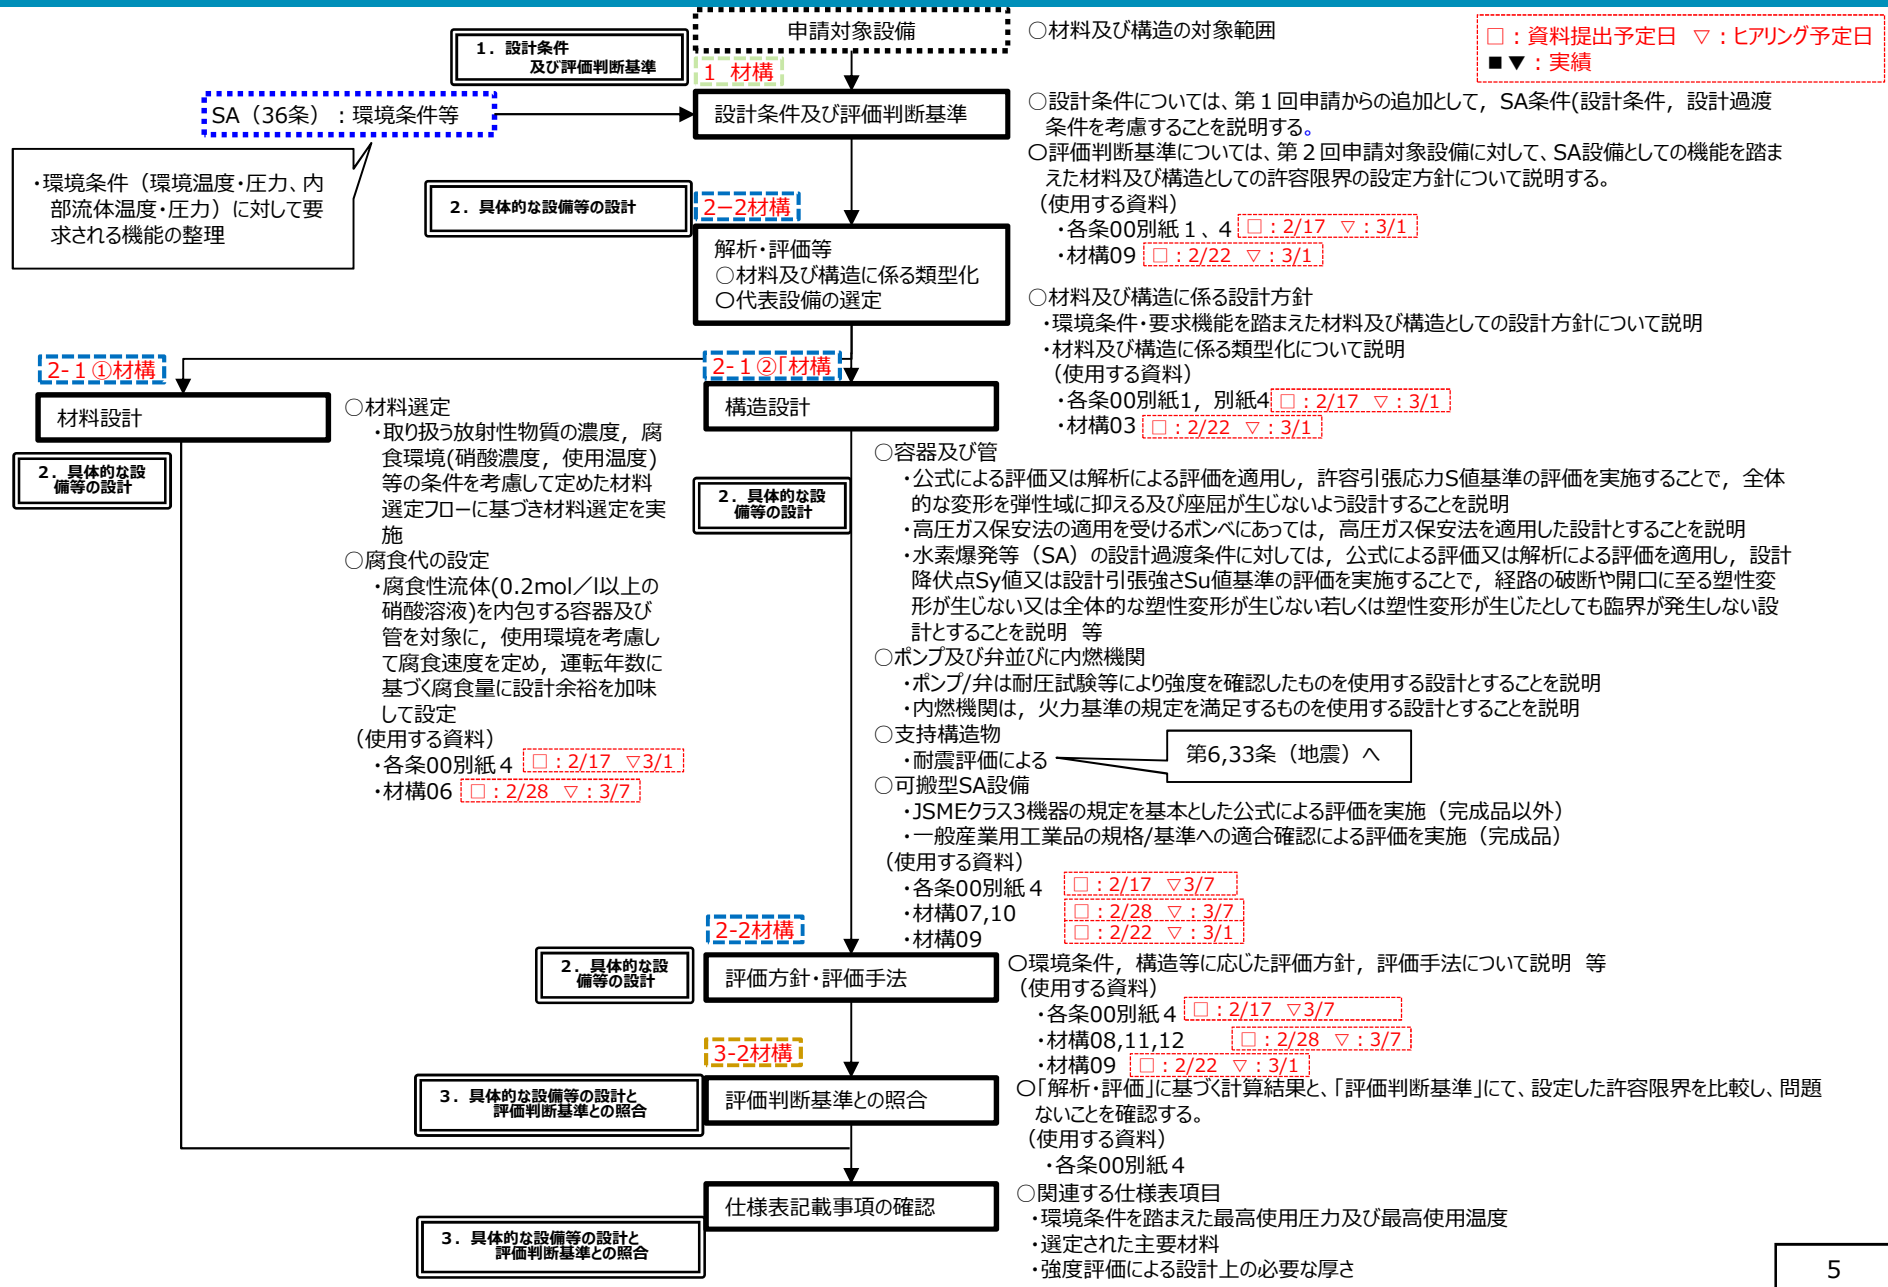 申請対象設備
○材料及び構造の対象範囲
□：資料提出予定日 ▽：ヒアリング予定日
■▼：実績
1．設計条件
及び評価判断基準
1 材構
SA（36条）：環境条件等
設計条件及び評価判断基準
○設計条件については、第１回申請からの追加として，SA条件(設計条件，設計過渡
条件を考慮することを説明する。
○評価判断基準については、第２回申請対象設備に対して、SA設備としての機能を踏ま
えた材料及び構造としての許容限界の設定方針について説明する。
（使用する資料）
・各条00別紙１、４ □：2/17 ▽：3/1
・材構09 □：2/22 ▽：3/1
・環境条件（環境温度・圧力、内
部流体温度・圧力）に対して要
求される機能の整理
2．具体的な設備等の設計
2−2材構
解析・評価等
○材料及び構造に係る類型化
○代表設備の選定
○材料及び構造に係る設計方針
・環境条件・要求機能を踏まえた材料及び構造としての設計方針について説明
・材料及び構造に係る類型化について説明
（使用する資料）
・各条00別紙1，別紙4 □：2/17 ▽：3/1
・材構03 □：2/22 ▽：3/1
2-１①材構
2-１②「材構
材料設計
構造設計
2．具体的な設
備等の設計
○材料選定
・取り扱う放射性物質の濃度，腐
食環境(硝酸濃度，使用温度)
等の条件を考慮して定めた材料
選定フローに基づき材料選定を実
施
○腐食代の設定
・腐食性流体(0.2mol／l以上の
硝酸溶液)を内包する容器及び
管を対象に，使用環境を考慮し
て腐食速度を定め，運転年数に
基づく腐食量に設計余裕を加味
して設定
（使用する資料）
・各条00別紙４ □：2/17 ▽3/1
・材構06 □：2/28 ▽：3/7
2．具体的な設
備等の設計
○容器及び管
・公式による評価又は解析による評価を適用し，許容引張応力S値基準の評価を実施することで，全体
的な変形を弾性域に抑える及び座屈が生じないよう設計することを説明
・高圧ガス保安法の適用を受けるボンベにあっては，高圧ガス保安法を適用した設計とすることを説明
・水素爆発等（SA）の設計過渡条件に対しては，公式による評価又は解析による評価を適用し，設計
降伏点Sy値又は設計引張強さSu値基準の評価を実施することで，経路の破断や開口に至る塑性変
形が生じない又は全体的な塑性変形が生じない若しくは塑性変形が生じたとしても臨界が発生しない設
計とすることを説明 等
○ポンプ及び弁並びに内燃機関
・ポンプ/弁は耐圧試験等により強度を確認したものを使用する設計とすることを説明
・内燃機関は，火力基準の規定を満足するものを使用する設計とすることを説明
○支持構造物
・耐震評価による
第6,33条（地震）へ
○可搬型SA設備
・JSMEクラス3機器の規定を基本とした公式による評価を実施（完成品以外）
・一般産業用工業品の規格/基準への適合確認による評価を実施（完成品）
（使用する資料）
・各条00別紙４ □：2/17 ▽3/7
・材構07,10 □：2/28 ▽：3/7
・材構09 □：2/22 ▽：3/1
2-2材構
2．具体的な設
備等の設計
評価方針・評価手法
○環境条件，構造等に応じた評価方針，評価手法について説明 等
（使用する資料）
・各条00別紙４ □：2/17 ▽3/7
・材構08,11,12 □：2/28 ▽：3/7
・材構09 □：2/22 ▽：3/1
3-2材構
3．具体的な設備等の設計と
評価判断基準との照合
評価判断基準との照合
○「解析・評価」に基づく計算結果と、「評価判断基準」にて、設定した許容限界を比較し、問題
ないことを確認する。
（使用する資料）
・各条00別紙４
仕様表記載事項の確認
3．具体的な設備等の設計と
評価判断基準との照合
○関連する仕様表項目
・環境条件を踏まえた最高使用圧力及び最高使用温度
・選定された主要材料
・強度評価による設計上の必要な厚さ
5